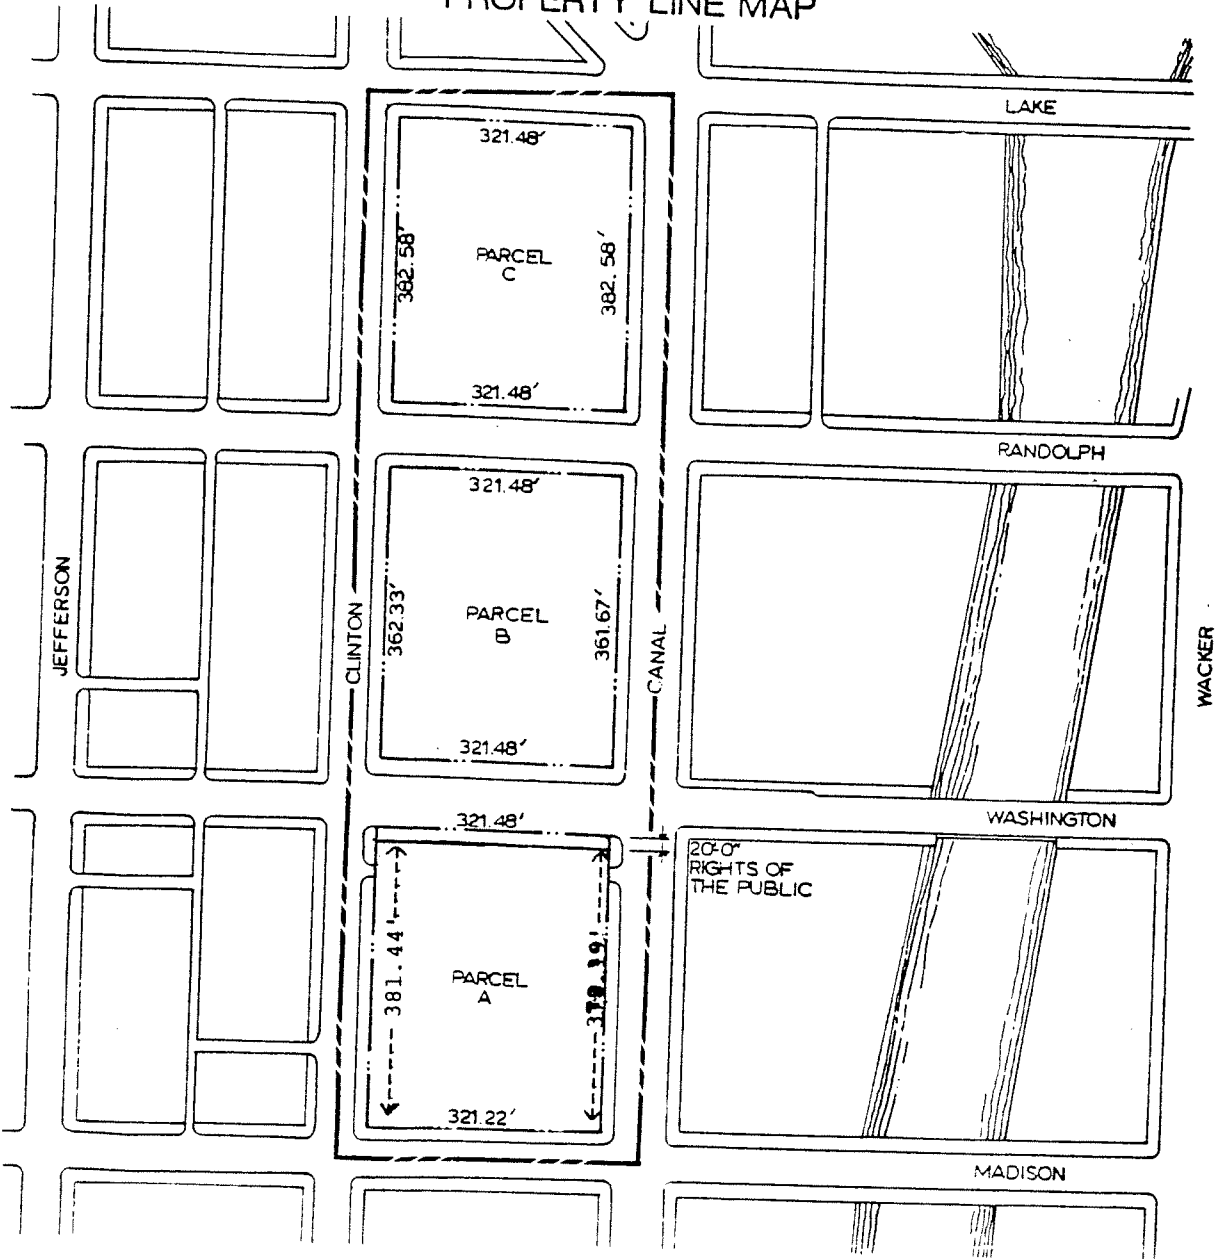 PROPERTY LINE MAP
LAKE
321.48′
382.58′
PARCEL
C
382.58′
321.48′
RANDOLPH
321.48′
JEFFERSON
CLINTON
362.33′
PARCEL
B
361.67′
CANAL
WACKER
321.48′
321.48′
WASHINGTON
20'-0"
RIGHTS OF
THE PUBLIC
381.44'
PARCEL
A
321.22′
MADISON